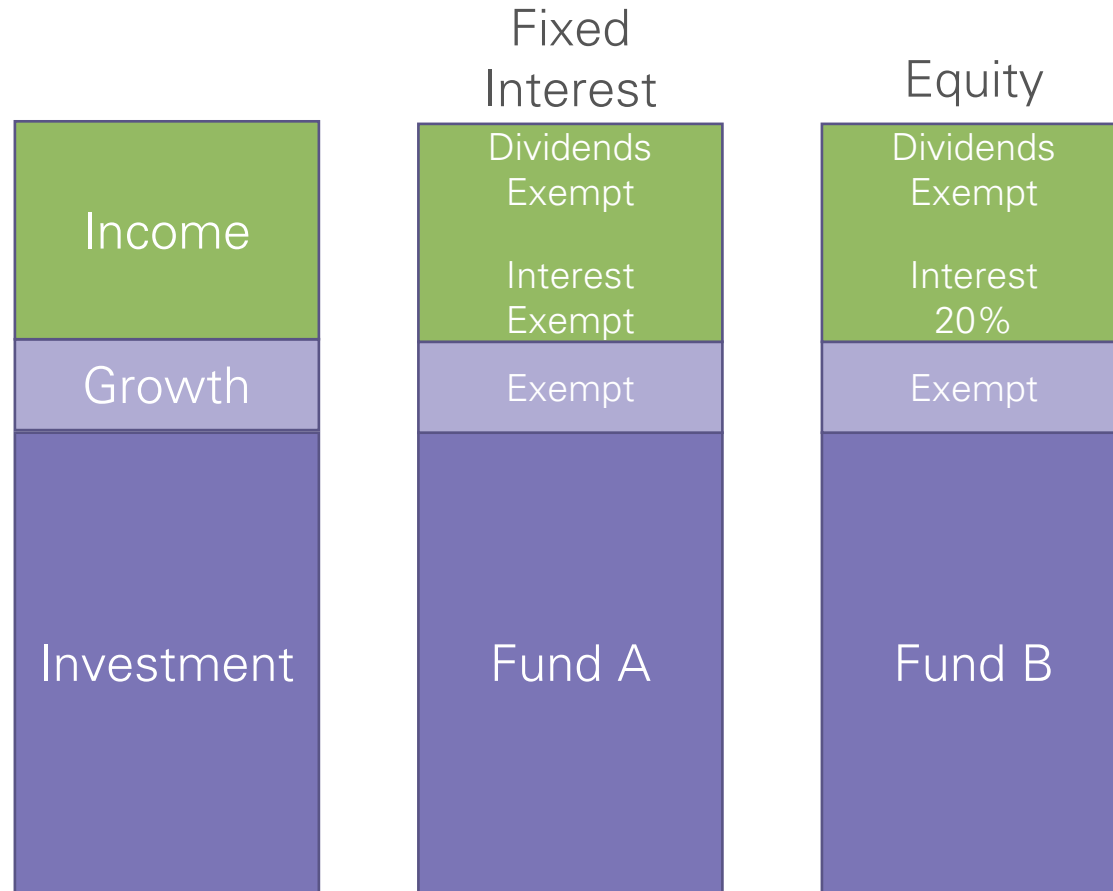 Income
Growth
Investment
Fixed
Interest
Dividends
Exempt
Interest
Exempt
Exempt
Fund A
Equity
Dividends
Exempt
Interest
20%
Exempt
Fund B